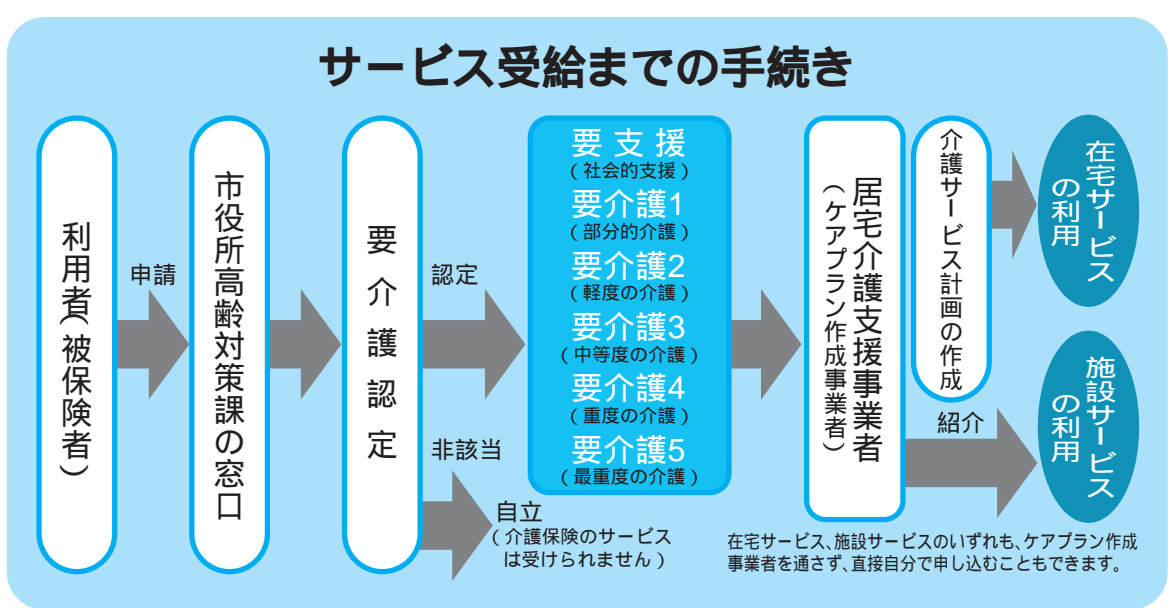 サービス受給までの手続き
利用者(被保険者)
申請
市役所高齢対策課の窓口
要介護認定
認定
非該当
自立
(介護保険のサービス
は受けられません)
要支援
(社会的支援)
要介護1
(部分的介護)
要介護2
(軽度の介護)
要介護3
(中等度の介護)
要介護4
(重度の介護)
要介護5
(最重度の介護)
居宅介護支援事業者
(ケアプラン作成事業者)
介護サービス計画の作成
紹介
在宅サービス
の利用
施設サービス
の利用
在宅サービス、施設サービスのいずれも、ケアプラン作成
事業者を通さず、直接自分で申し込むこともできます。